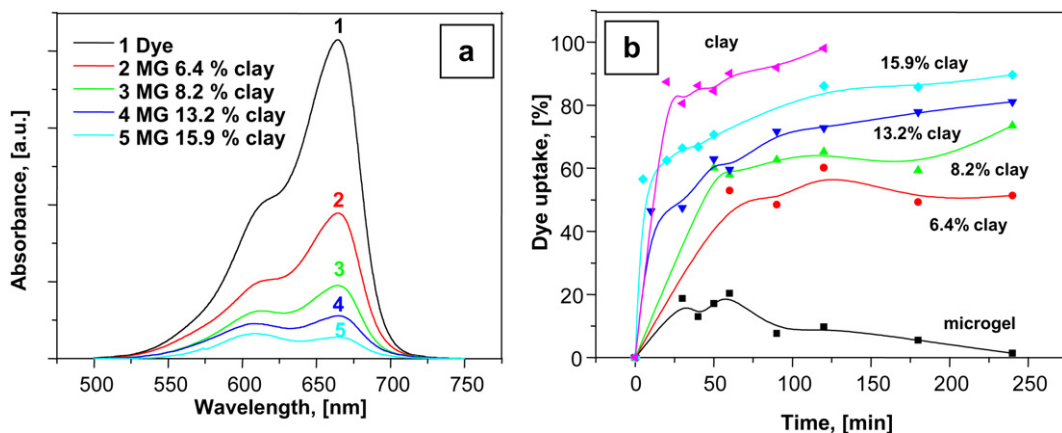 a
1 Dye
2 MG 6.4 % clay
3 MG 8.2 % clay
4 MG 13.2 % clay
5 MG 15.9 % clay
1
2
3
4
5
Absorbance, [a.u.]
500 550 600 650 700 750
Wavelength, [nm]
b
clay
15.9% clay
13.2% clay
8.2% clay
6.4% clay
microgel
Dye uptake, [%]
100
80
60
40
20
0
0 50 100 150 200 250
Time, [min]